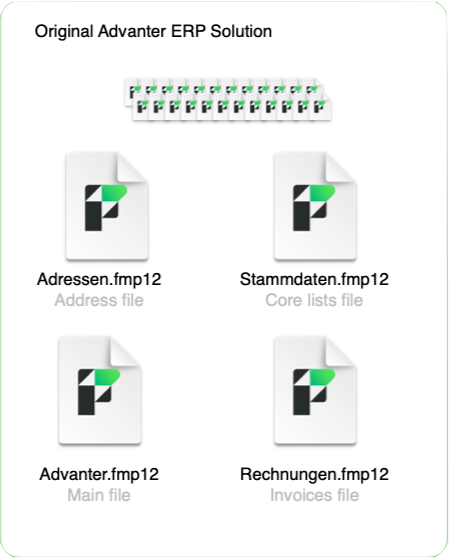 Original Advanter ERP Solution
Adressen.fmp12
Address file
Stammdaten.fmp12
Core lists file
Advanter.fmp12
Main file
Rechnungen.fmp12
Invoices file